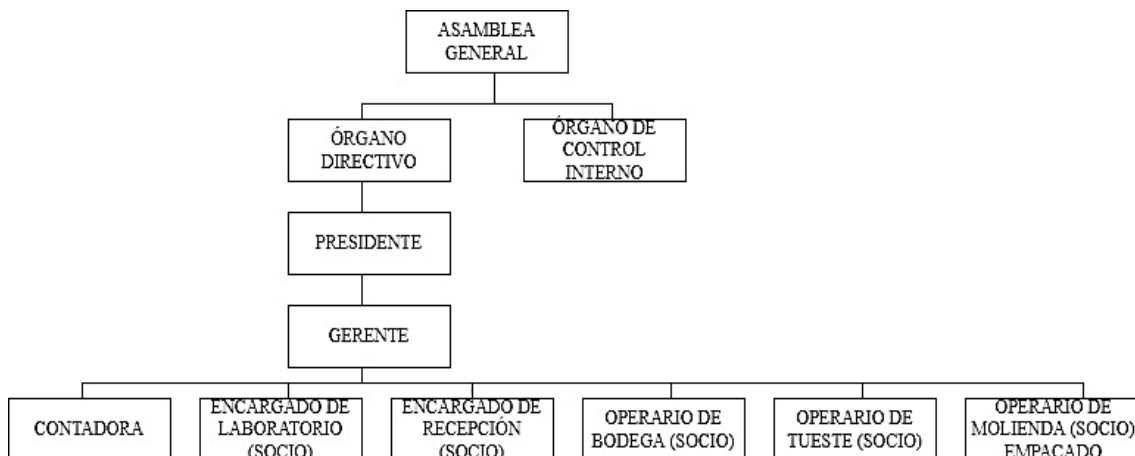 ASAMBLEA
GENERAL
ÓRGANO
DIRECTIVO
ÓRGANO DE
CONTROL
INTERNO
PRESIDENTE
GERENTE
CONTADORA
ENCARGADO DE
LABORATORIO
(SOCIO)
ENCARGADO DE
RECEPCIÓN
(SOCIO)
OPERARIO DE
BODEGA (SOCIO)
OPERARIO DE
TUESTE (SOCIO)
OPERARIO DE
MOLIENDA (SOCIO)
EMPACADO